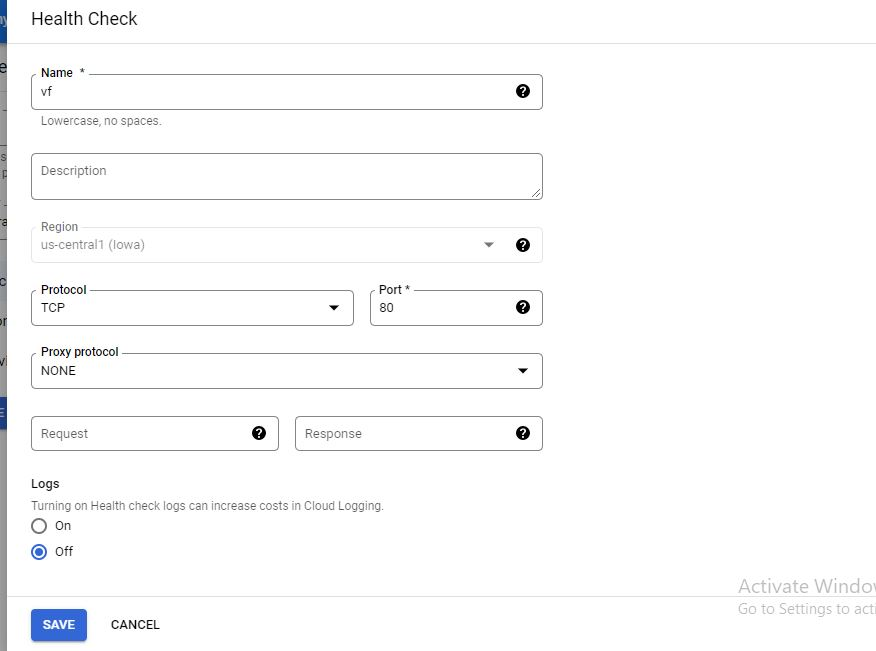 Health Check
Name *
vf
Lowercase, no spaces.
Description
Region
us-central1 (Iowa)
Protocol
TCP
Port *
80
Proxy protocol
NONE
Request
Response
Logs
Turning on Health check logs can increase costs in Cloud Logging.
On
Off
Activate Windo
Go to Settings to acti
SAVE
CANCEL